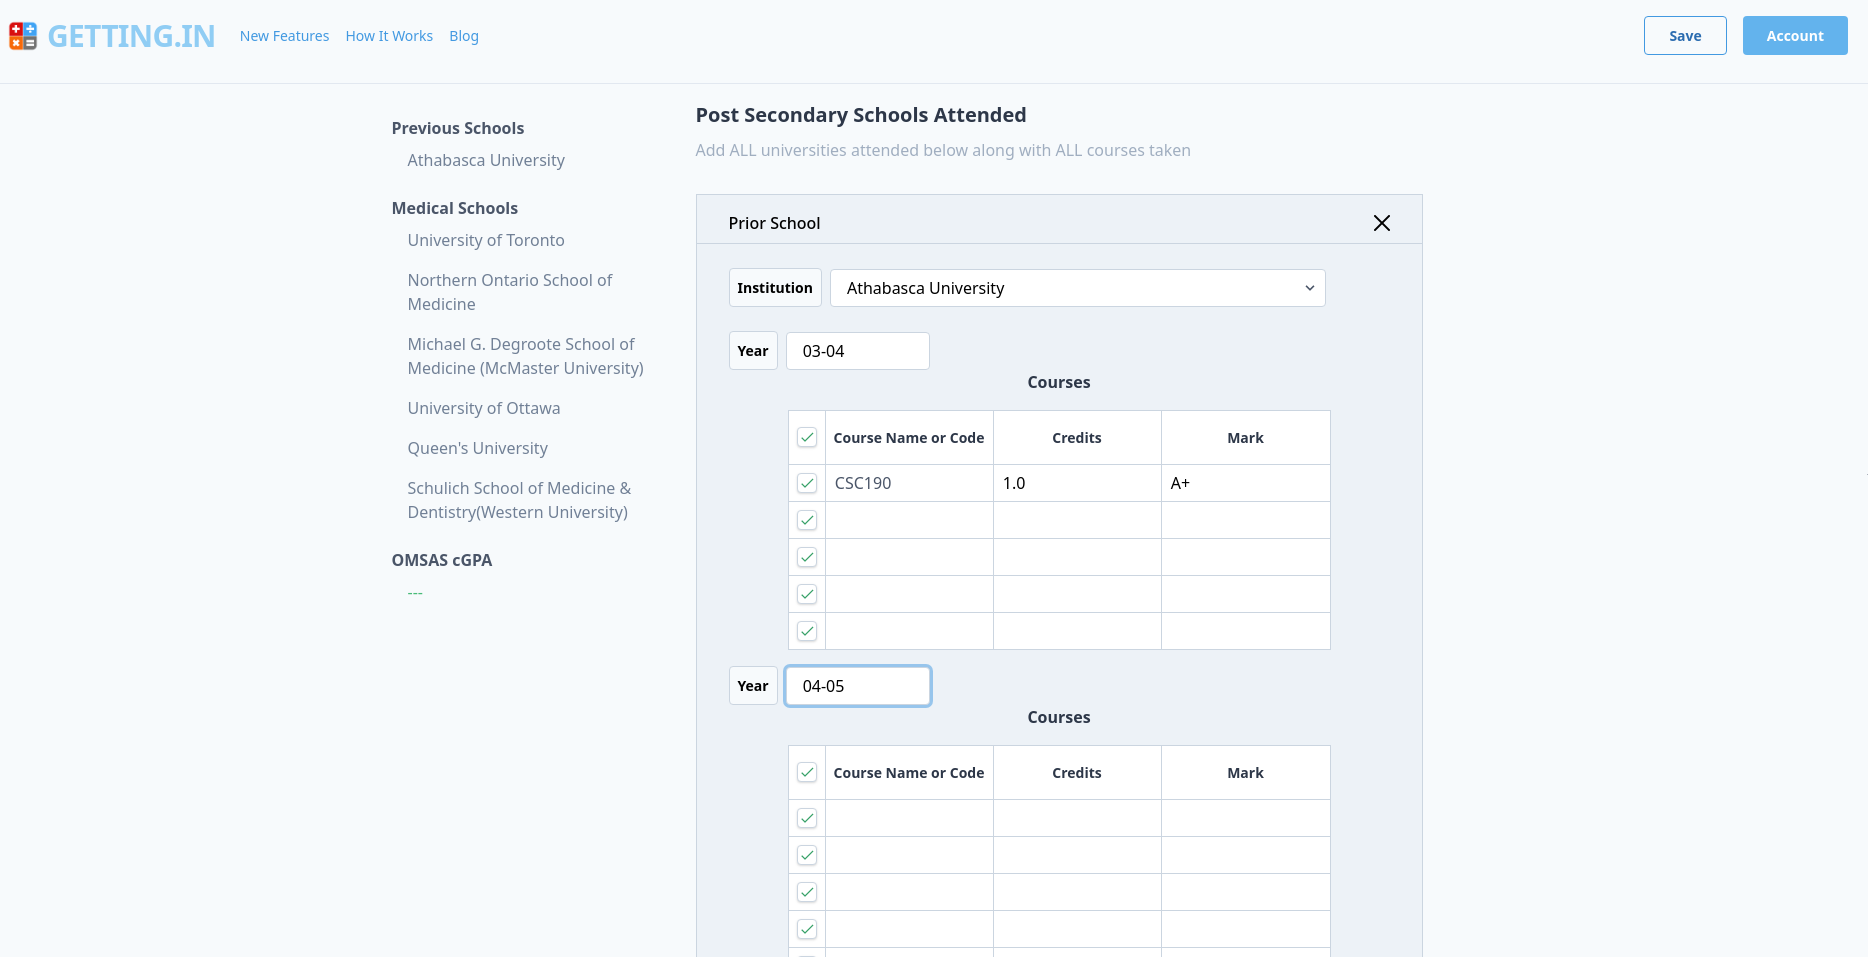 GETTING.IN
New Features
How It Works
Blog
Save
Account
Previous Schools
Athabasca University
Medical Schools
University of Toronto
Northern Ontario School of
Medicine
Michael G. Degroote School of
Medicine (McMaster University)
University of Ottawa
Queen's University
Schulich School of Medicine &
Dentistry(Western University)
OMSAS cGPA
---
Post Secondary Schools Attended
Add ALL universities attended below along with ALL courses taken
Prior School
Institution
Athabasca University
Year
03-04
Courses
Course Name or Code Credits Mark
CSC190 1.0 A+
Year
04-05
Courses
Course Name or Code Credits Mark